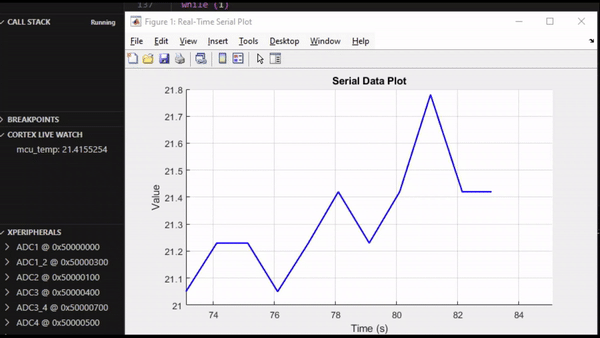 137 while (1)
CALL STACK Running
BREAKPOINTS
CORTEX LIVE WATCH
mcu_temp: 21.4155254
XPERIPHERALS
ADC1 @ 0x50000000
ADC1_2 @ 0x50000300
ADC2 @ 0x50000100
ADC3 @ 0x50000400
ADC3_4 @ 0x50000700
ADC4 @ 0x50000500
Figure 1: Real-Time Serial Plot
File Edit View Insert Tools Desktop Window Help
Serial Data Plot
21.8
21.7
21.6
21.5
21.4
21.3
21.2
21.1
21
Value
74 76 78 80 82 84
Time (s)